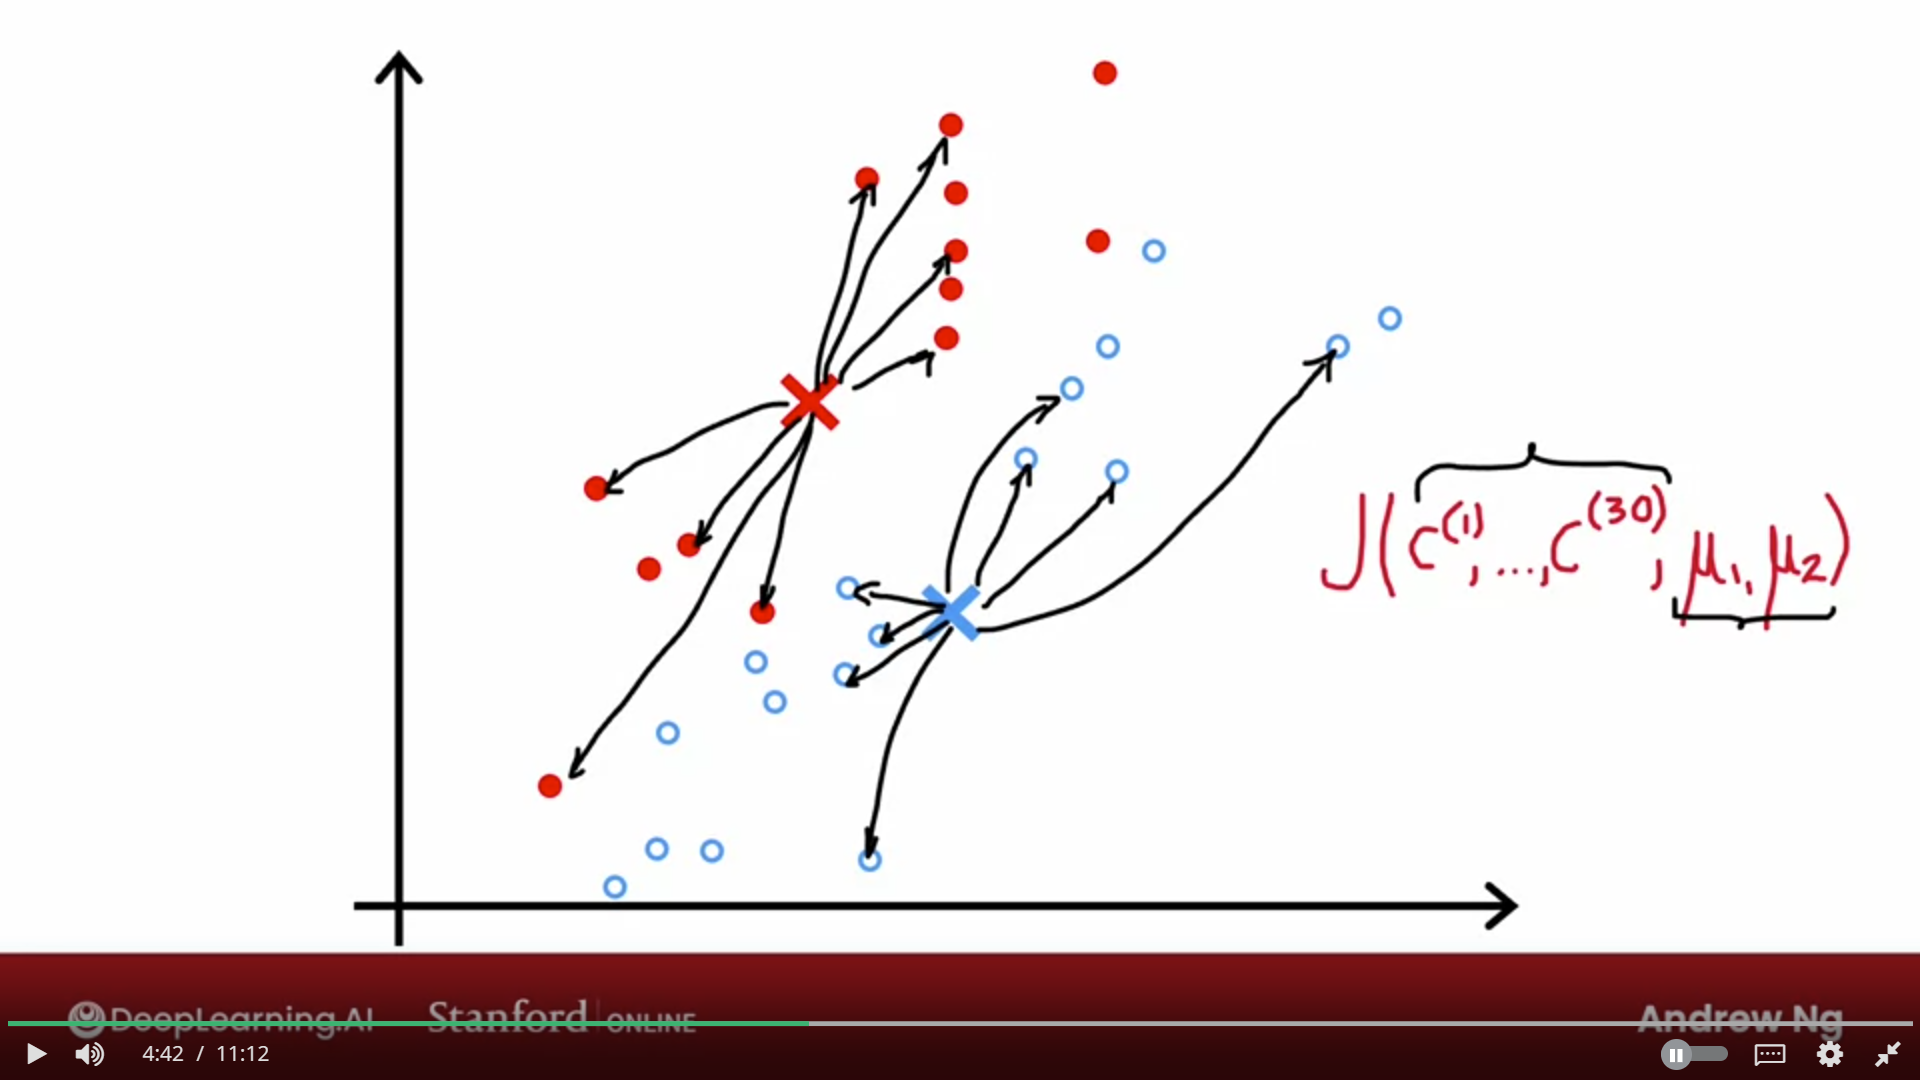 J(c^(1), ..., c^(30), μ₁, μ₂)
DeepLearning.AI Stanford ONLINE Andrew Ng
4:42 / 11:12